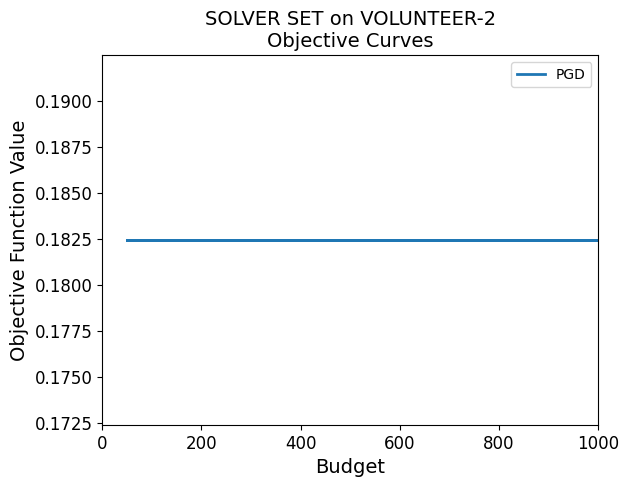 SOLVER SET on VOLUNTEER-2
Objective Curves
PGD
Objective Function Value
0.1900
0.1875
0.1850
0.1825
0.1800
0.1775
0.1750
0.1725
0
200
400
600
800
1000
Budget